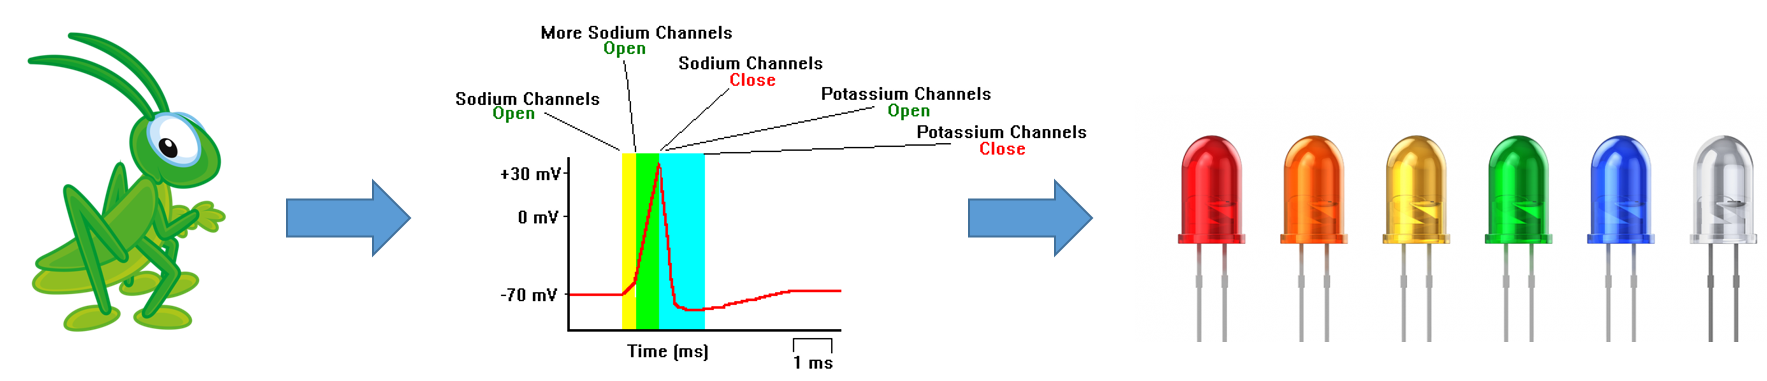 More Sodium Channels
Open
Sodium Channels
Close
Sodium Channels
Open
Potassium Channels
Open
Potassium Channels
Close
+30 mV
0 mV
-70 mV
Time (ms)
1 ms